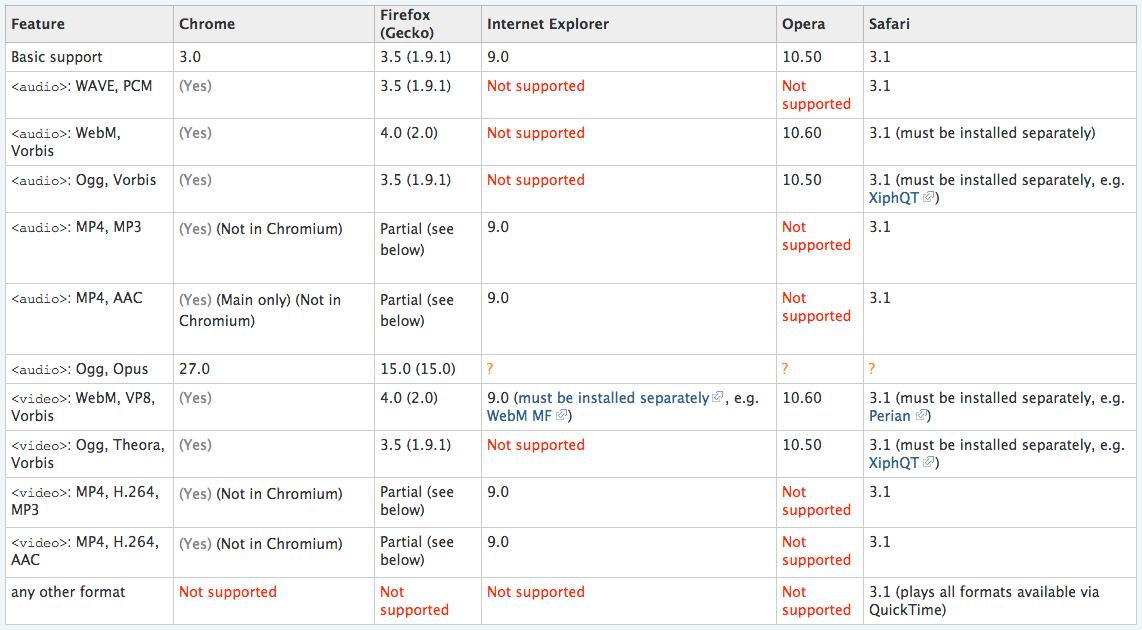 Feature Chrome Firefox (Gecko) Internet Explorer Opera Safari
Basic support 3.0 3.5 (1.9.1) 9.0 10.50 3.1
<audio>: WAVE, PCM (Yes) 3.5 (1.9.1) Not supported Not supported 3.1
<audio>: WebM, Vorbis (Yes) 4.0 (2.0) Not supported 10.60 3.1 (must be installed separately)
<audio>: Ogg, Vorbis (Yes) 3.5 (1.9.1) Not supported 10.50 3.1 (must be installed separately, e.g. XiphQT)
<audio>: MP4, MP3 (Yes) (Not in Chromium) Partial (see below) 9.0 Not supported 3.1
<audio>: MP4, AAC (Yes) (Main only) (Not in Chromium) Partial (see below) 9.0 Not supported 3.1
<audio>: Ogg, Opus 27.0 15.0 (15.0) ? ? ?
<video>: WebM, VP8, Vorbis (Yes) 4.0 (2.0) 9.0 (must be installed separately, e.g. WebM MF) 10.60 3.1 (must be installed separately, e.g. Perian)
<video>: Ogg, Theora, Vorbis (Yes) 3.5 (1.9.1) Not supported 10.50 3.1 (must be installed separately, e.g. XiphQT)
<video>: MP4, H.264, MP3 (Yes) (Not in Chromium) Partial (see below) 9.0 Not supported 3.1
<video>: MP4, H.264, AAC (Yes) (Not in Chromium) Partial (see below) 9.0 Not supported 3.1
any other format Not supported Not supported Not supported Not supported 3.1 (plays all formats available via QuickTime)